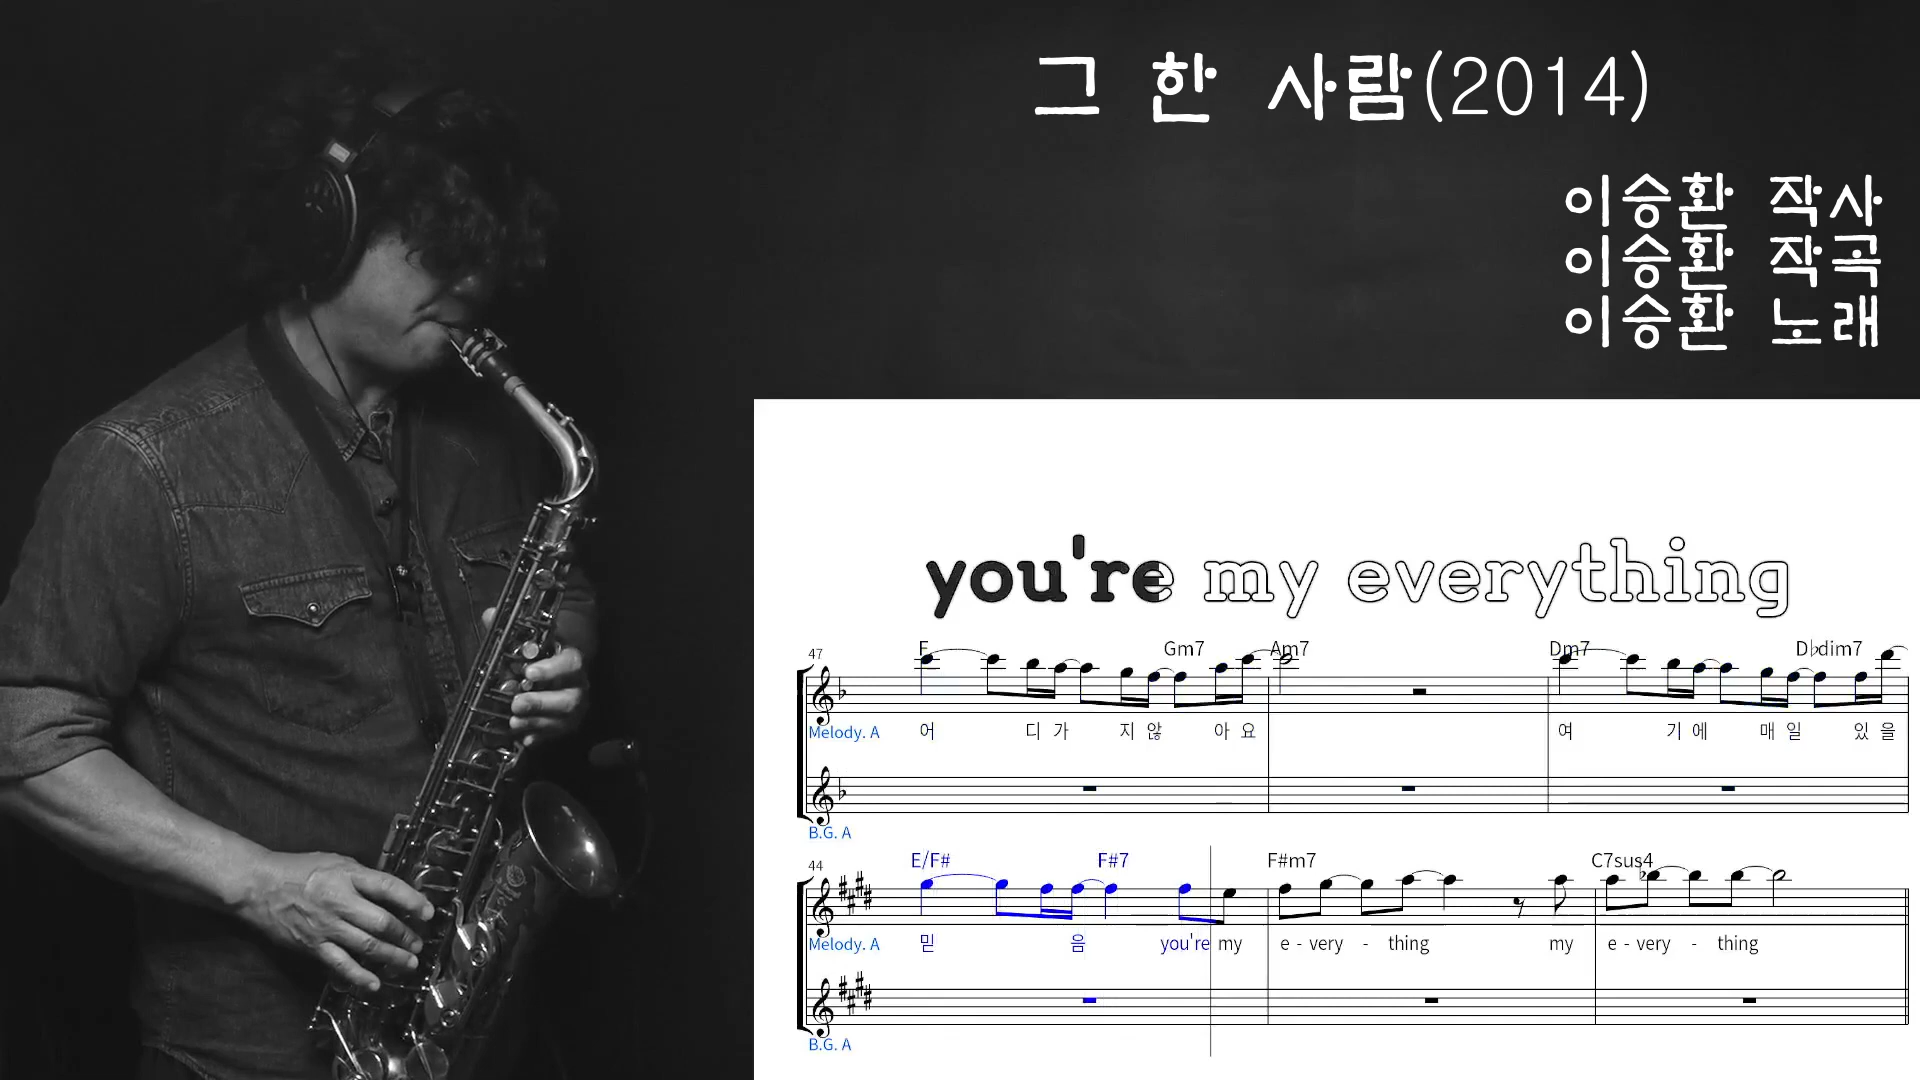 그 한 사람(2014)
이승환 작사
이승환 작곡
이승환 노래
you're my everything
47 F Gm7 Am7 Dm7 D♭dim7
Melody. A 어 디 가 지 않 아 요 여 기 에 매 일 있 을
B.G. A
44 E/F# F#7 F#m7 C7sus4
Melody. A 믿 음 you're my e - very - thing my e - very - thing
B.G. A